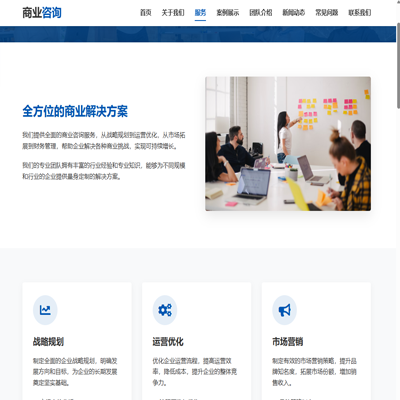 商业咨询
首页 关于我们 服务 案例展示 团队介绍 新闻动态 常见问题 联系我们
全方位的商业解决方案
我们提供全面的商业咨询服务，从战略规划到运营优化，从市场拓
展到财务管理，帮助企业解决各种商业挑战，实现可持续增长。
我们的专业团队拥有丰富的行业经验和专业知识，能够为不同规模
和行业的企业提供量身定制的解决方案。
战略规划
制定全面的企业战略规划，明确发
展方向和目标，为企业的长期发展
奠定坚实基础。
运营优化
优化企业运营流程，提高运营效
率，降低成本，提升企业的整体竞
争力。
市场营销
制定有效的市场营销策略，提升品
牌知名度，拓展市场份额，增加销
售收入。